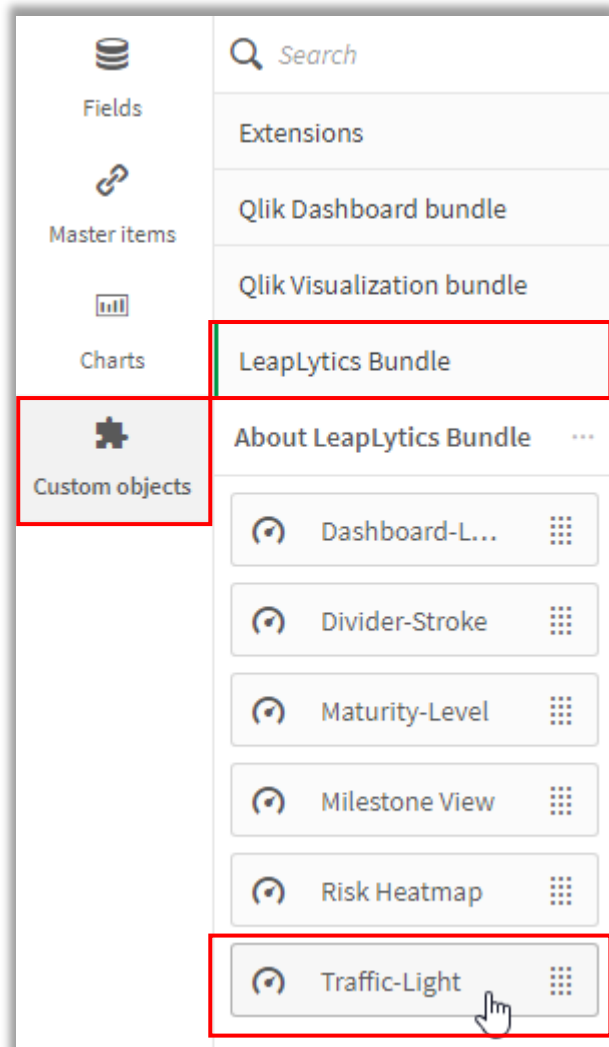 Fields
Master items
Charts
Custom objects
Search
Extensions
Qlik Dashboard bundle
Qlik Visualization bundle
LeapLytics Bundle
About LeapLytics Bundle ...
Dashboard-L...
Divider-Stroke
Maturity-Level
Milestone View
Risk Heatmap
Traffic-Light